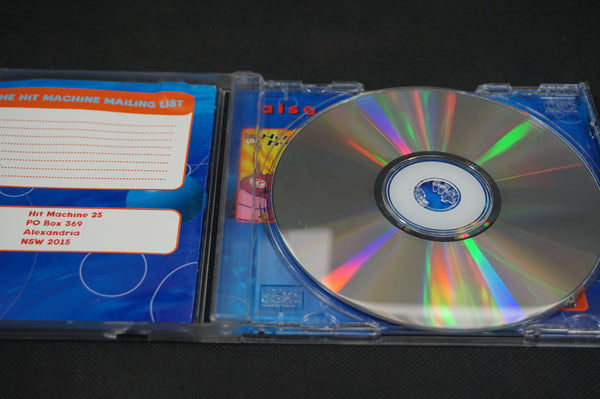 HE HIT MACHINE MAILING LIST
Hit Machine 25
PO Box 369
Alexandria
NSW 2015
also